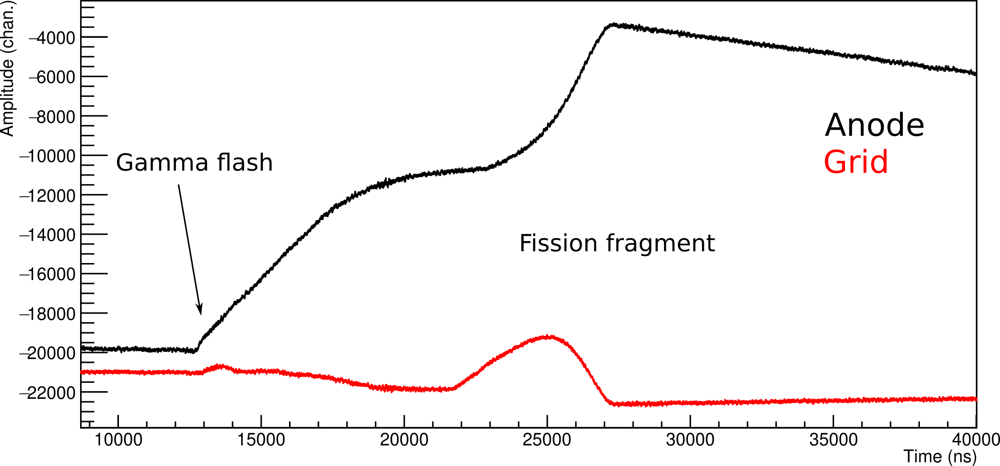 Amplitude (chan.)
−4000
−6000
−8000
−10000
−12000
−14000
−16000
−18000
−20000
−22000
Gamma flash
Anode
Grid
Fission fragment
10000 15000 20000 25000 30000 35000 40000
Time (ns)